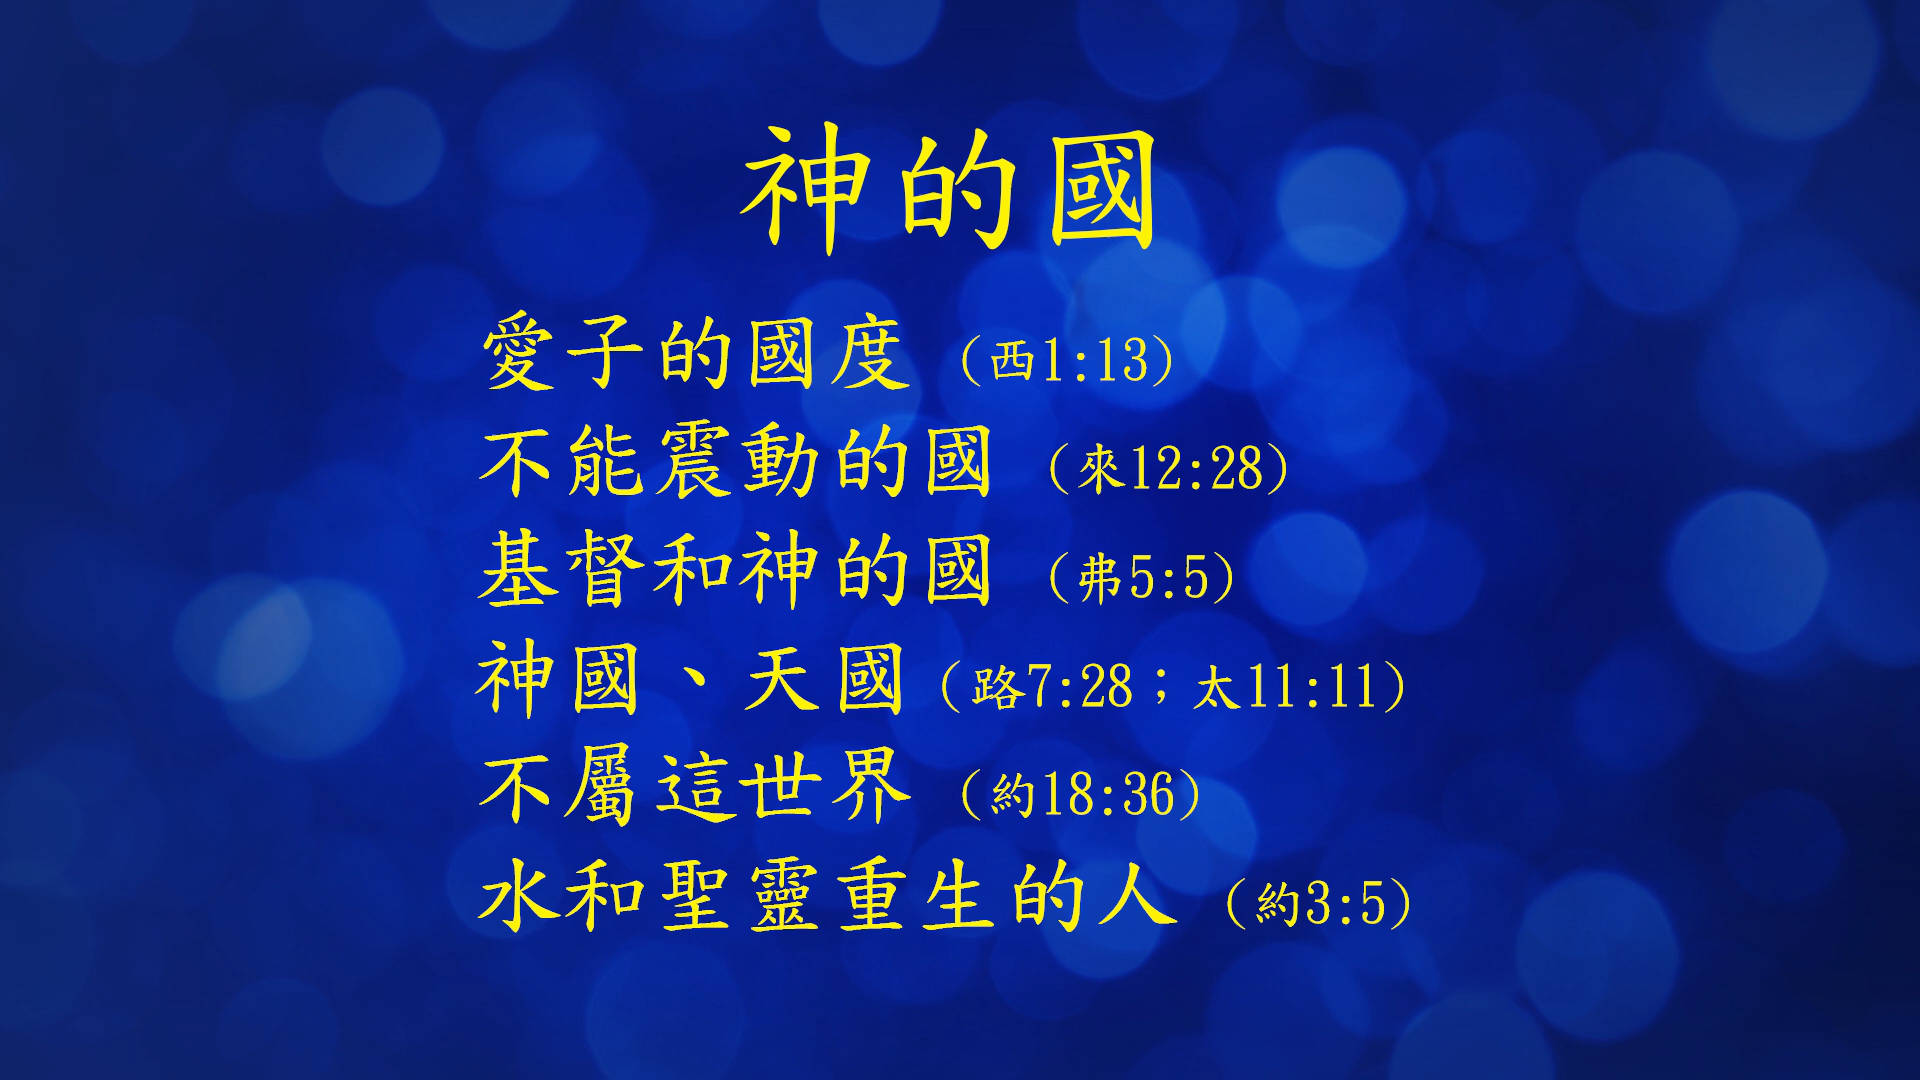 神的國
愛子的國度（西1:13）
不能震動的國（來12:28）
基督和神的國（弗5:5）
神國、天國（路7:28；太11:11）
不屬這世界（約18:36）
水和聖靈重生的人（約3:5）